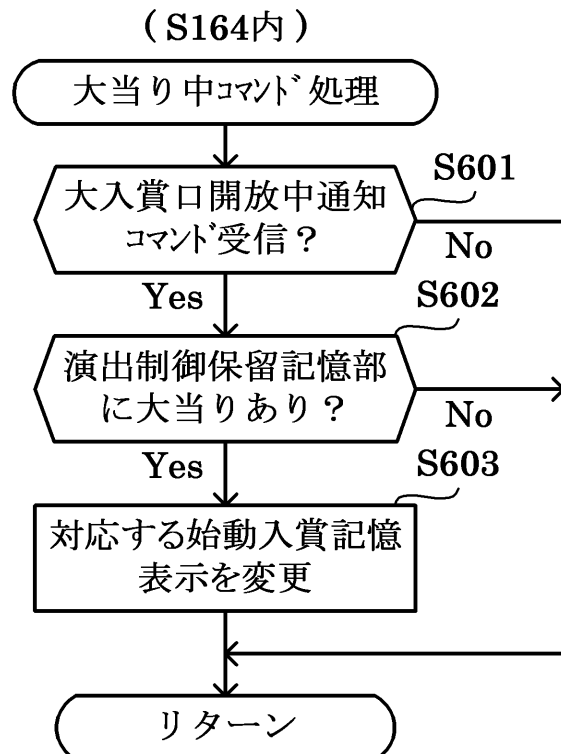 (S164内)
大当り中ｺﾏﾝﾄﾞ処理
大入賞口開放中通知
ｺﾏﾝﾄﾞ受信？
S601
No
Yes
S602
演出制御保留記憶部
に大当りあり？
No
Yes
S603
対応する始動入賞記憶
表示を変更
リターン